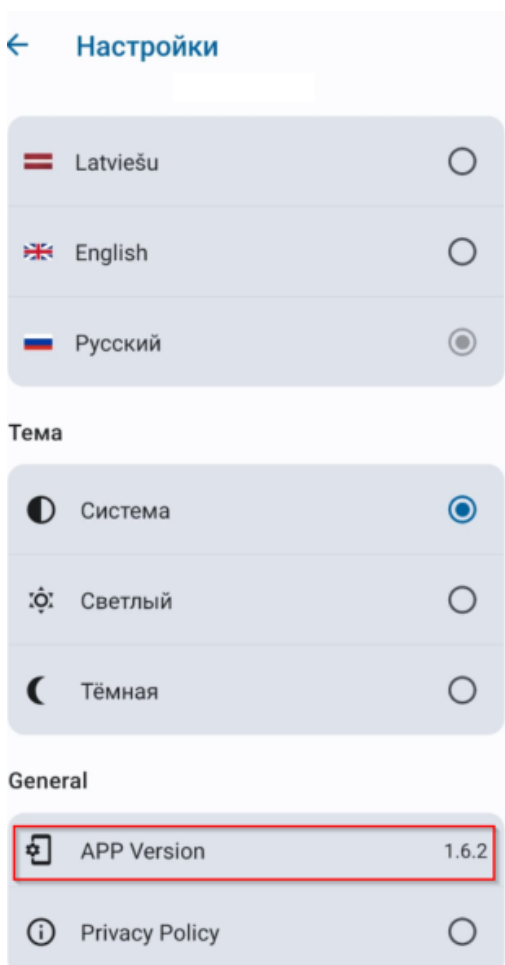 Настройки
Latviešu
English
Русский
Тема
Система
Светлый
Тёмная
General
APP Version 1.6.2
Privacy Policy